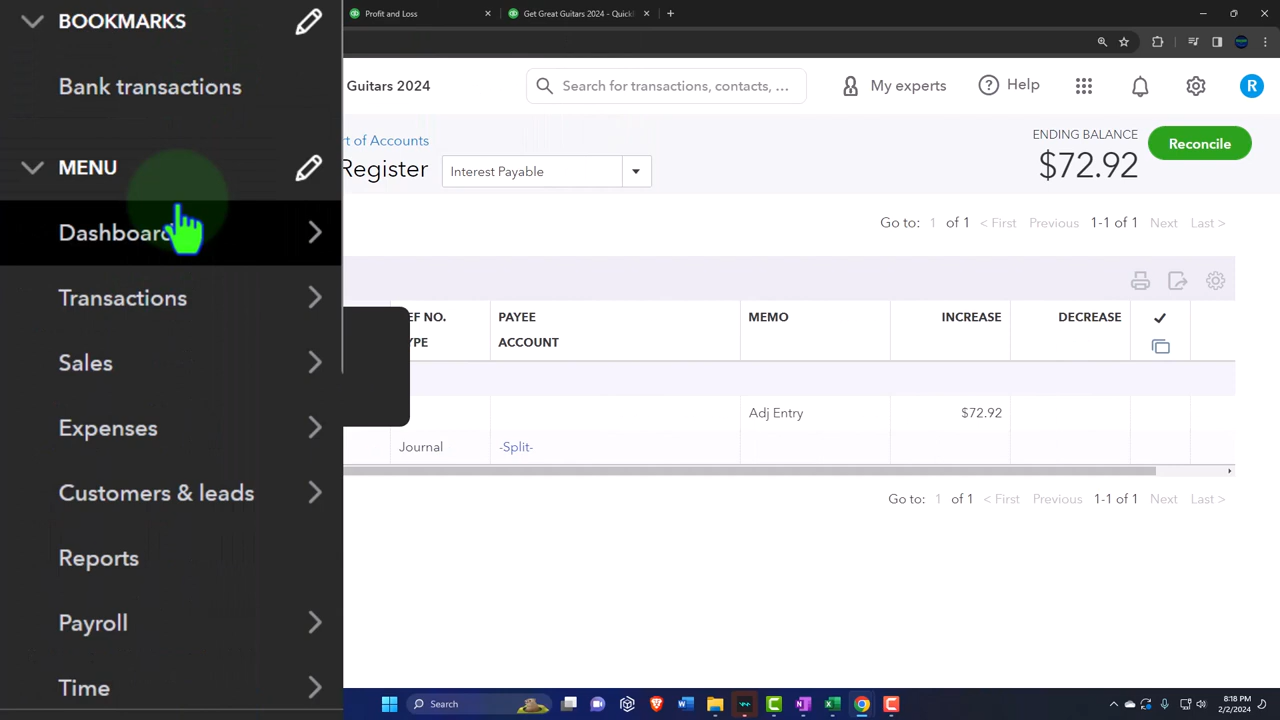 BOOKMARKS
Bank transactions
MENU
Dashboard
Transactions
Sales
Expenses
Customers & leads
Reports
Payroll
Time
Profit and Loss
Get Great Guitars 2024 - Quick
Guitars 2024
Search for transactions, contacts, ...
My experts
Help
R
rt of Accounts
Register
Interest Payable
ENDING BALANCE
$72.92
Reconcile
Go to: 1 of 1 < First Previous 1-1 of 1 Next Last >
EF NO. PAYEE MEMO INCREASE DECREASE
YPE ACCOUNT
Adj Entry $72.92
Journal -Split-
Go to: 1 of 1 < First Previous 1-1 of 1 Next Last >
Search
8:18 PM
2/2/2024